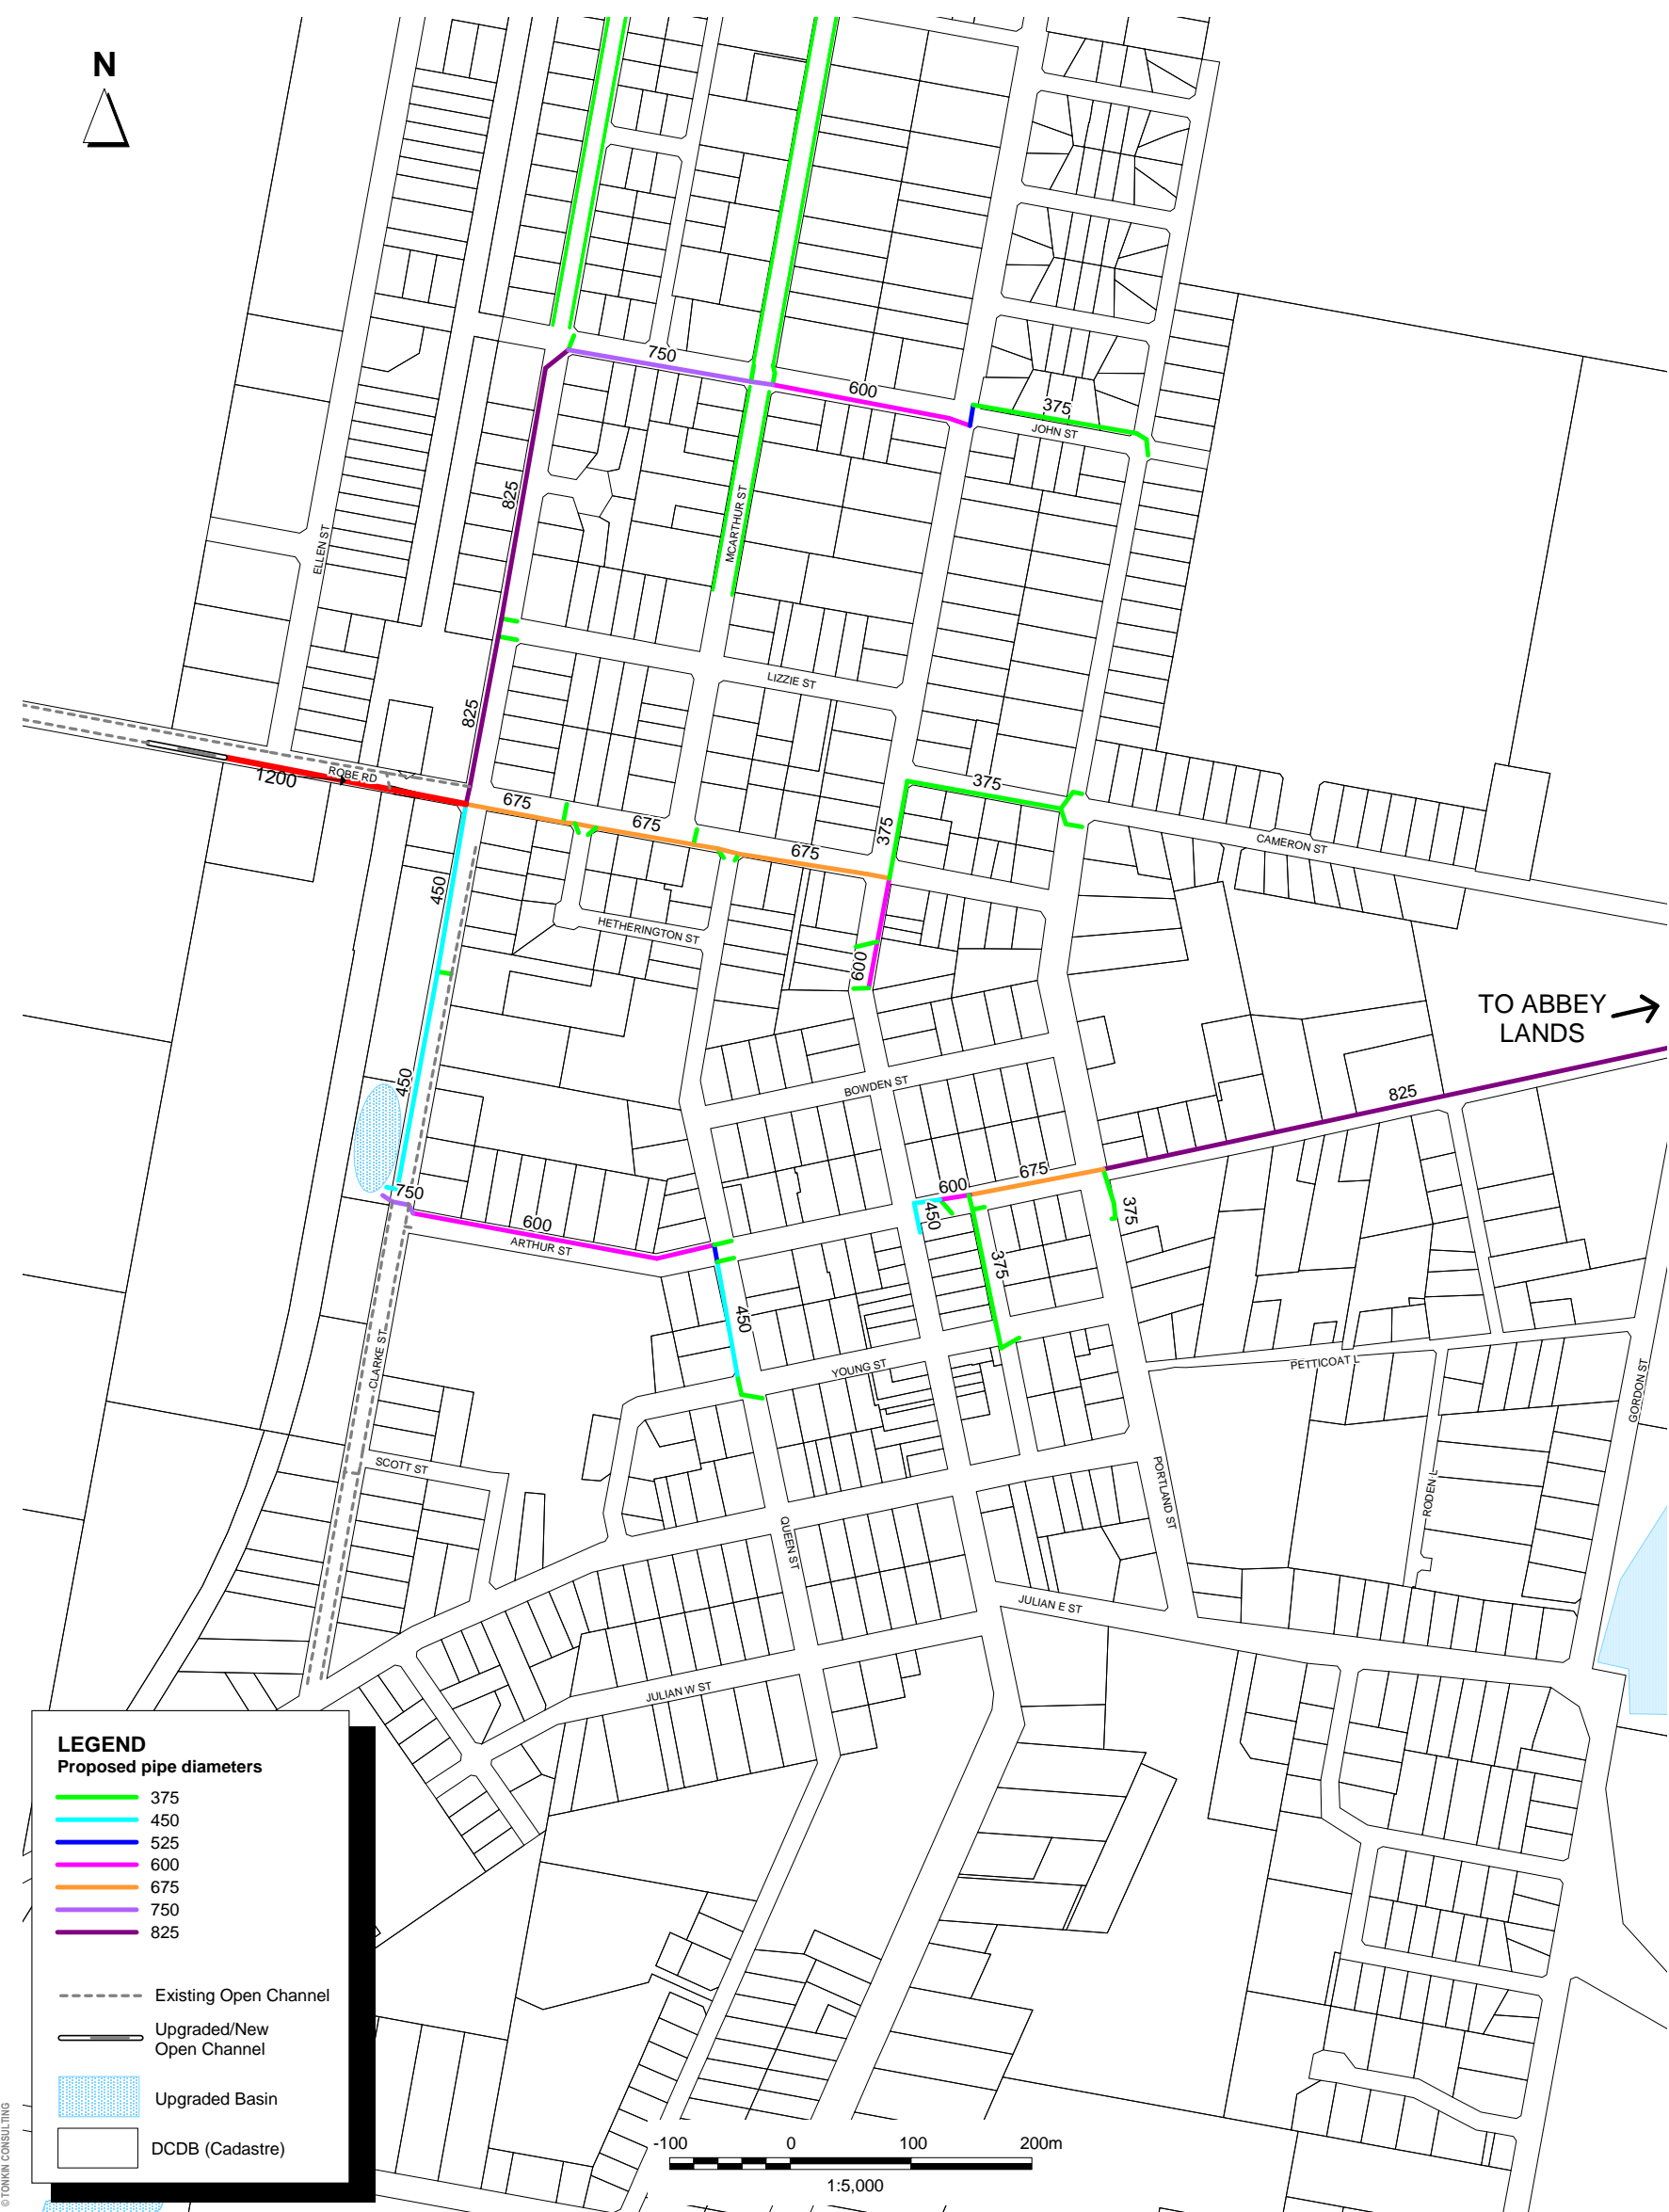 N
750
600
375
JOHN ST
825
MCARTHUR ST
ELLEN ST
LIZZIE ST
825
ROBE RD
1200
675
675
675
375
375
CAMERON ST
450
HETHERINGTON ST
600
TO ABBEY
LANDS
450
BOWDEN ST
825
750
600
ARTHUR ST
600
675
450
375
375
450
CLARKE ST
YOUNG ST
PETTICOAT L
GORDON ST
SCOTT ST
QUEEN ST
PORTLAND ST
RODEN L
JULIAN E ST
JULIAN W ST
LEGEND
Proposed pipe diameters
375
450
525
600
675
750
825
Existing Open Channel
Upgraded/New
Open Channel
Upgraded Basin
DCDB (Cadastre)
-100 0 100 200m
1:5,000
© TONKIN CONSULTING